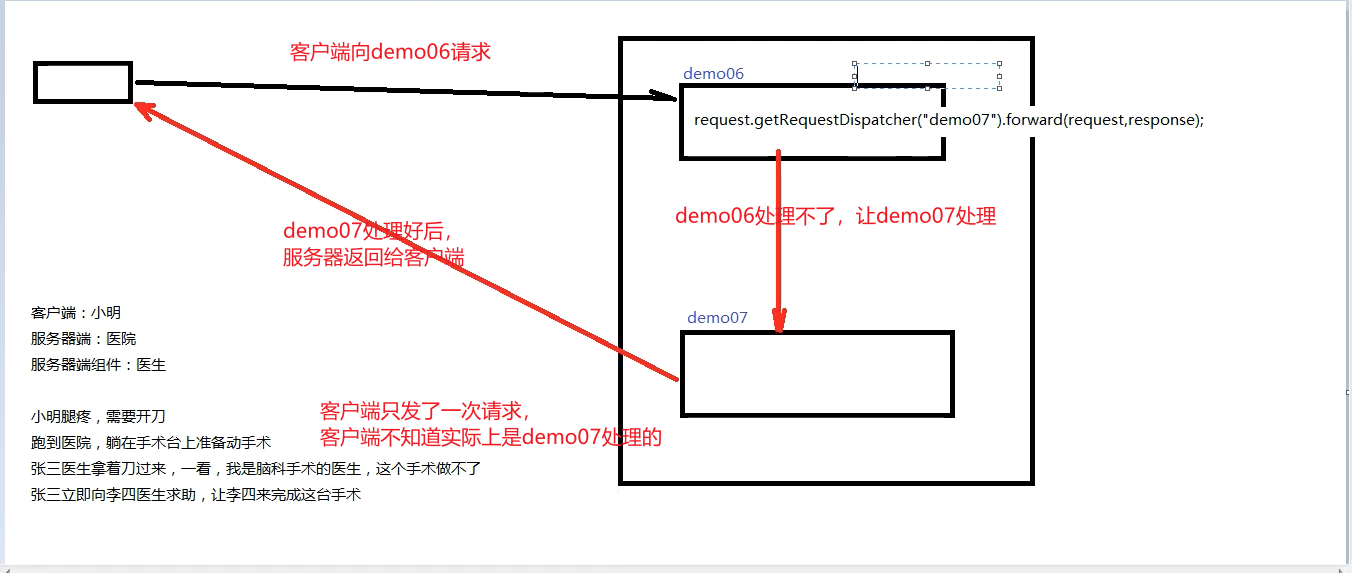 客户端向demo06请求
demo06
request.getRequestDispatcher("demo07").forward(request,response);
demo06处理不了，让demo07处理
demo07处理好后，
服务器返回给客户端
demo07
客户端：小明
服务器端：医院
服务器端组件：医生
小明腿疼，需要开刀
跑到医院，躺在手术台上准备动手术
张三医生拿着刀过来，一看，我是脑科手术的医生，这个手术做不了
张三立即向李四医生求助，让李四来完成这台手术
客户端只发了一次请求，
客户端不知道实际上是demo07处理的